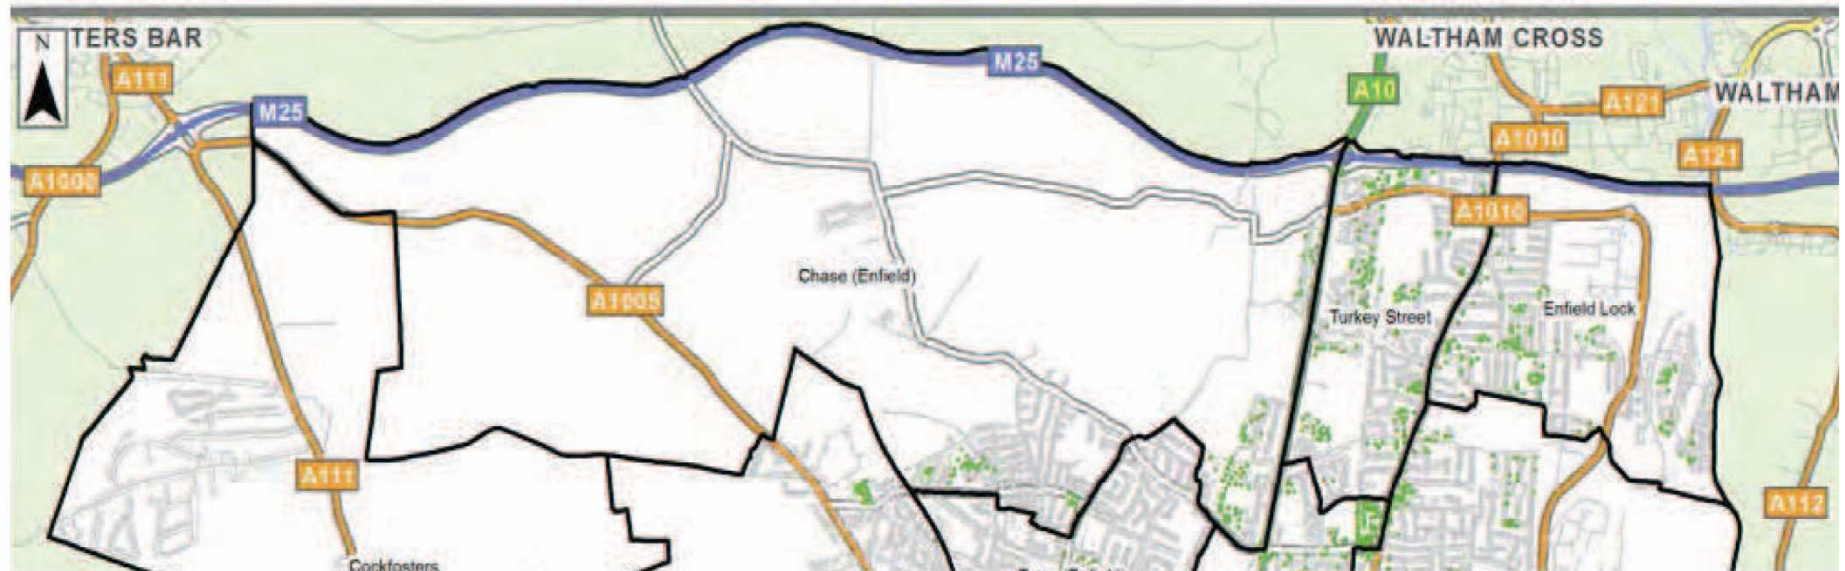 N
TERS BAR
WALTHAM CROSS
A111
M25
A10
A121
WALTHAM
M25
A1010
A121
A1000
A1010
Chase (Enfield)
A1005
Enfield Lock
Turkey Street
A111
A112
Cockfosters